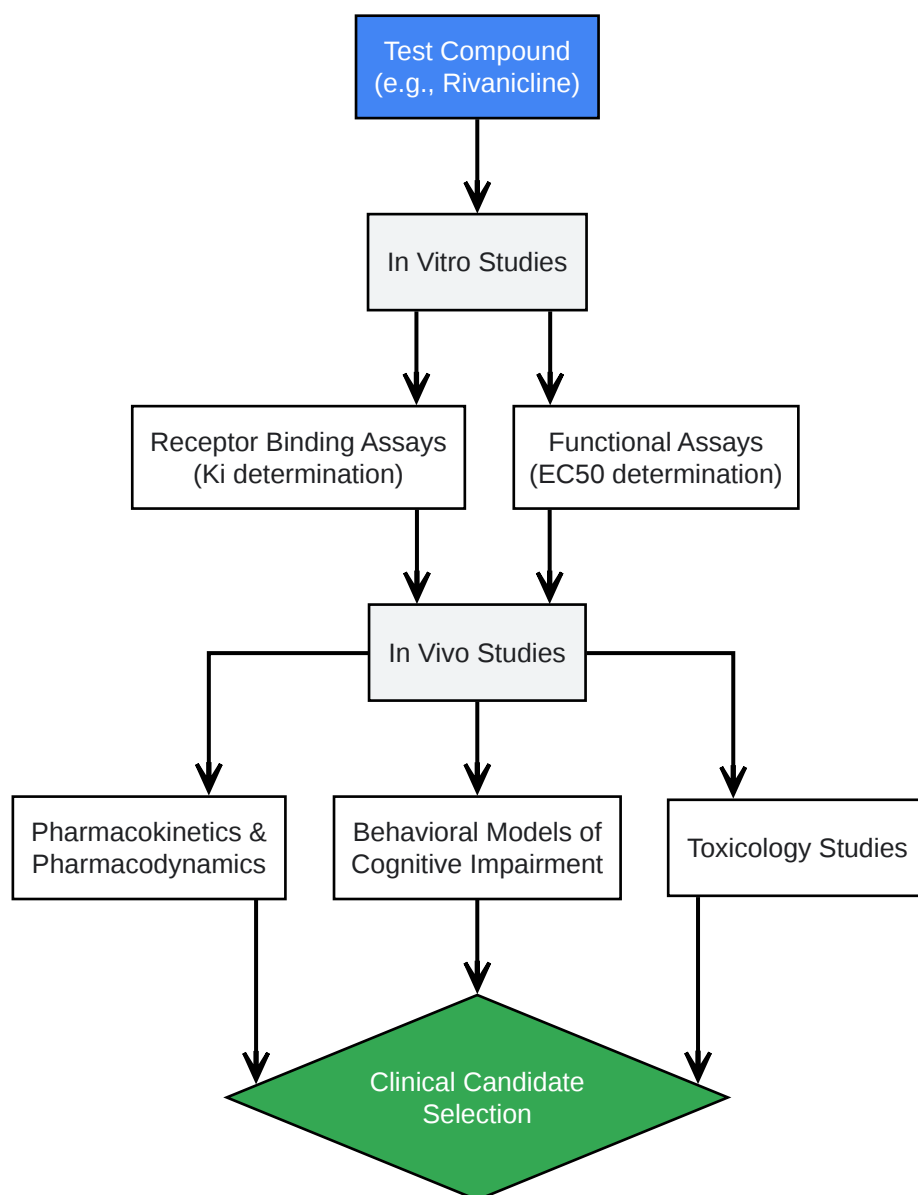 Test Compound
(e.g., Rivanicline)
In Vitro Studies
Receptor Binding Assays
(Ki determination)
Functional Assays
(EC50 determination)
In Vivo Studies
Pharmacokinetics &
Pharmacodynamics
Behavioral Models of
Cognitive Impairment
Toxicology Studies
Clinical Candidate
Selection